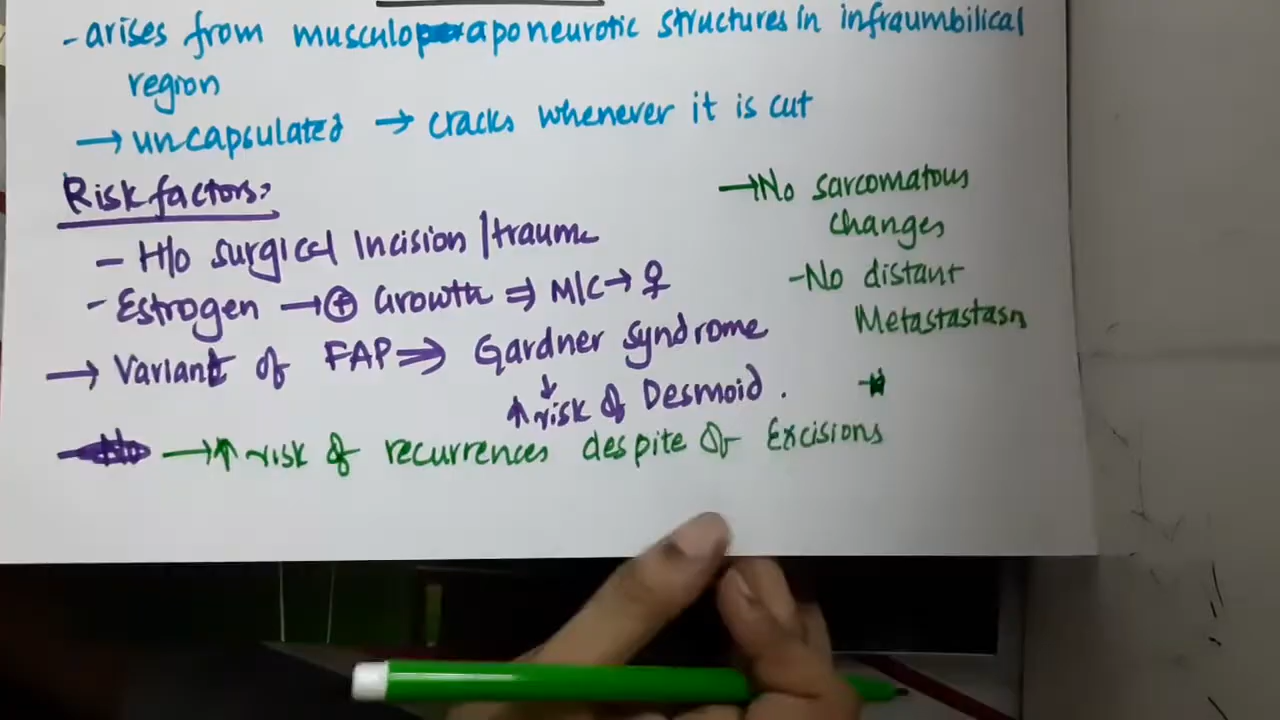 - arises from musculoaponeurotic structures in infraumbilical
region
→ uncapsulated → cracks whenever it is cut
Risk factors:
- H/o surgical Incision / traume
- Estrogen → ⊕ Growth ⇒ M/C → ♀
→ Variant of FAP ⇒ Gardner syndrome
↓
↑ risk of Desmoid .
→ ↑ risk of recurrences despite of Excisions
→ No sarcomatous
changes
- No distant
Metastastasis